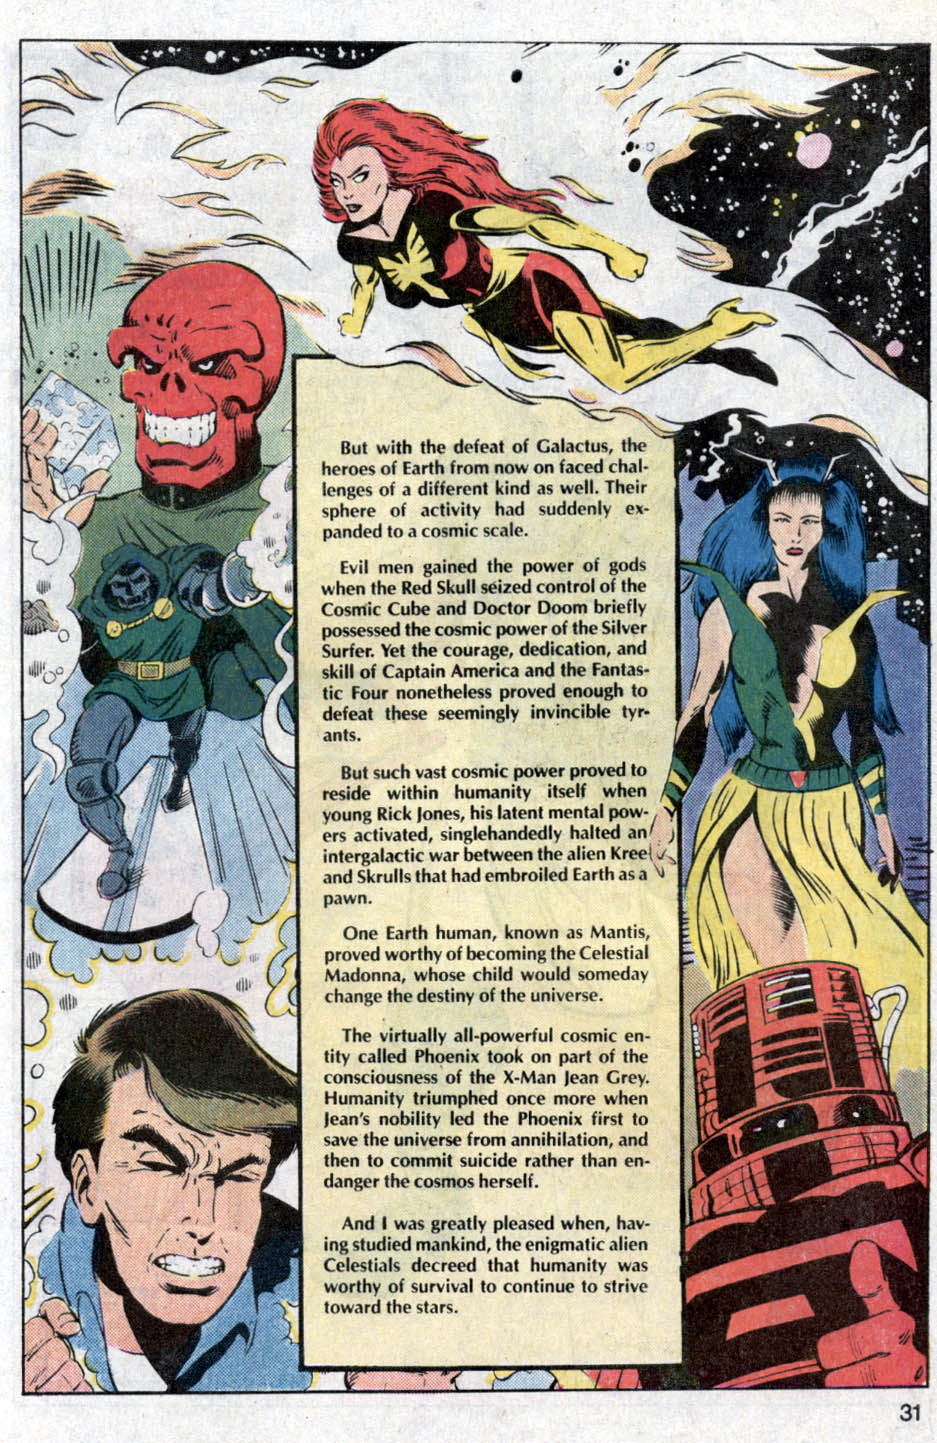 But with the defeat of Galactus, the
heroes of Earth from now on faced chal-
lenges of a different kind as well. Their
sphere of activity had suddenly ex-
panded to a cosmic scale.
Evil men gained the power of gods
when the Red Skull seized control of the
Cosmic Cube and Doctor Doom briefly
possessed the cosmic power of the Silver
Surfer. Yet the courage, dedication, and
skill of Captain America and the Fantas-
tic Four nonetheless proved enough to
defeat these seemingly invincible tyr-
ants.
But such vast cosmic power proved to
reside within humanity itself when
young Rick Jones, his latent mental pow-
ers activated, singlehandedly halted an
intergalactic war between the alien Kree
and Skrulls that had embroiled Earth as a
pawn.
One Earth human, known as Mantis,
proved worthy of becoming the Celestial
Madonna, whose child would someday
change the destiny of the universe.
The virtually all-powerful cosmic en-
tity called Phoenix took on part of the
consciousness of the X-Man Jean Grey.
Humanity triumphed once more when
Jean's nobility led the Phoenix first to
save the universe from annihilation, and
then to commit suicide rather than en-
danger the cosmos herself.
And I was greatly pleased when, hav-
ing studied mankind, the enigmatic alien
Celestials decreed that humanity was
worthy of survival to continue to strive
toward the stars.
31